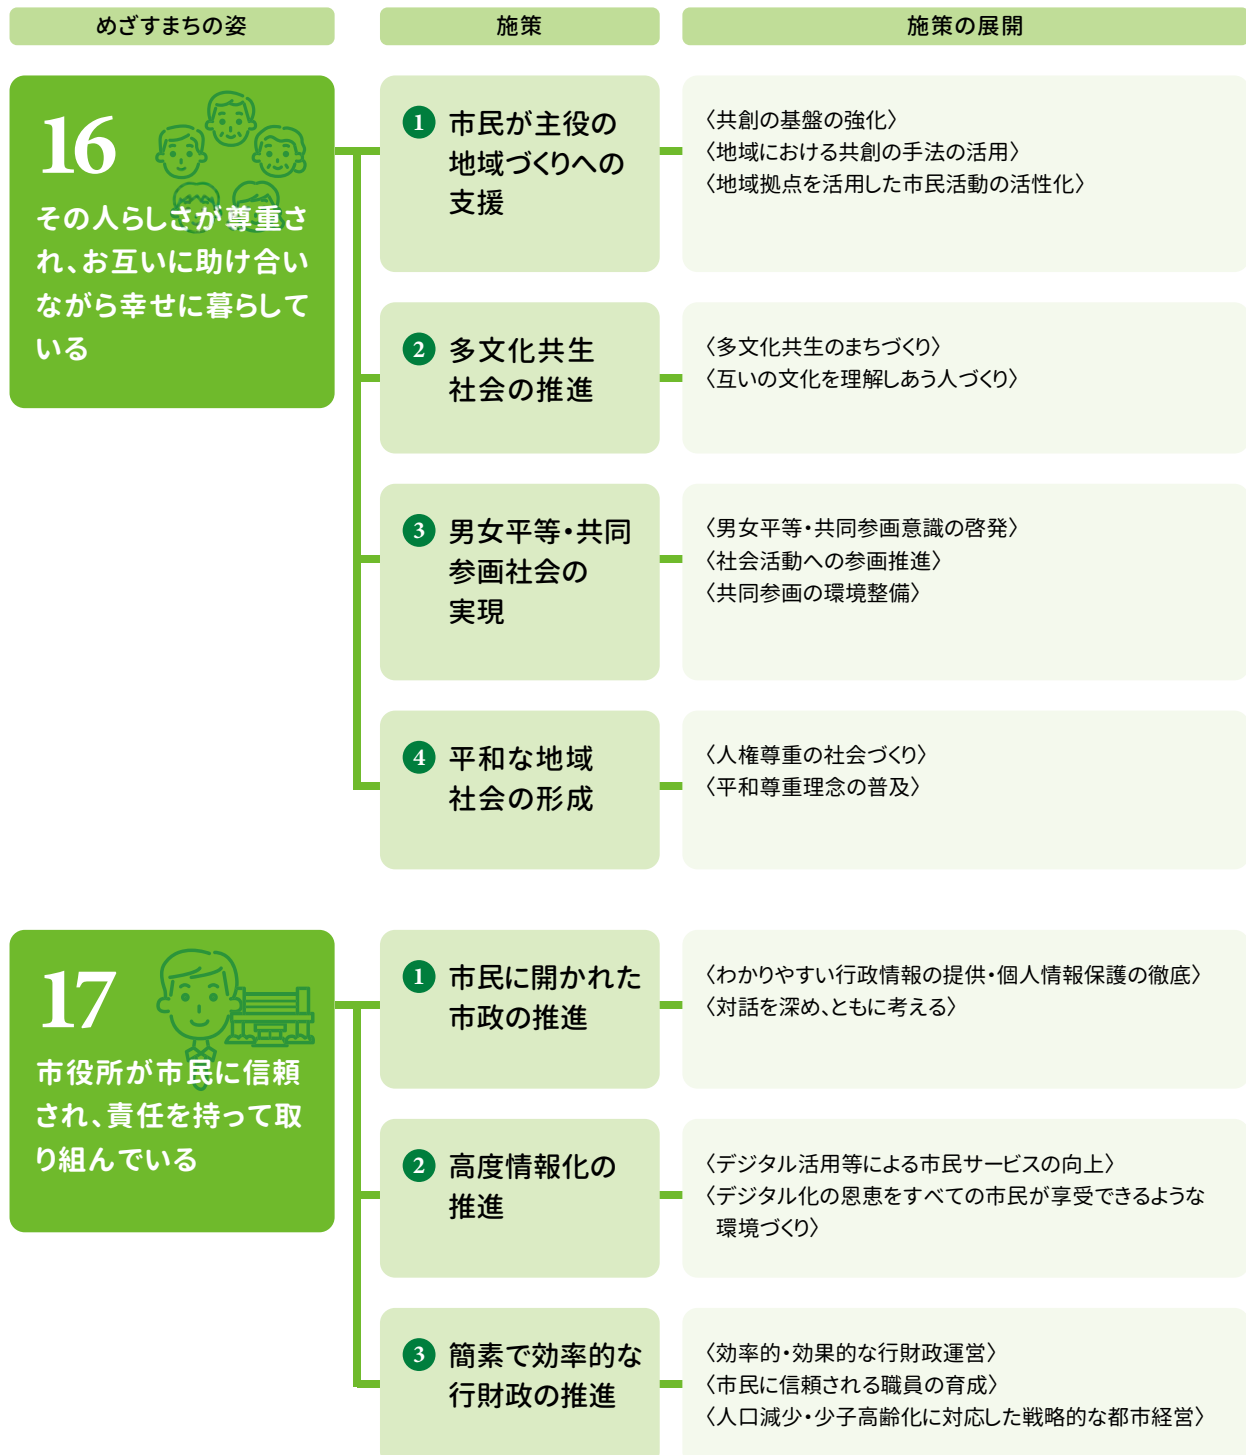 めざすまちの姿
施策
施策の展開
16
その人らしさが尊重さ
れ、お互いに助け合い
ながら幸せに暮らして
いる
1 市民が主役の
地域づくりへの
支援
〈共創の基盤の強化〉
〈地域における共創の手法の活用〉
〈地域拠点を活用した市民活動の活性化〉
2 多文化共生
社会の推進
〈多文化共生のまちづくり〉
〈互いの文化を理解しあう人づくり〉
3 男女平等・共同
参画社会の
実現
〈男女平等・共同参画意識の啓発〉
〈社会活動への参画推進〉
〈共同参画の環境整備〉
4 平和な地域
社会の形成
〈人権尊重の社会づくり〉
〈平和尊重理念の普及〉
17
市役所が市民に信頼
され、責任を持って取
り組んでいる
1 市民に開かれた
市政の推進
〈わかりやすい行政情報の提供・個人情報保護の徹底〉
〈対話を深め、ともに考える〉
2 高度情報化の
推進
〈デジタル活用等による市民サービスの向上〉
〈デジタル化の恩恵をすべての市民が享受できるような
環境づくり〉
3 簡素で効率的な
行財政の推進
〈効率的・効果的な行財政運営〉
〈市民に信頼される職員の育成〉
〈人口減少・少子高齢化に対応した戦略的な都市経営〉